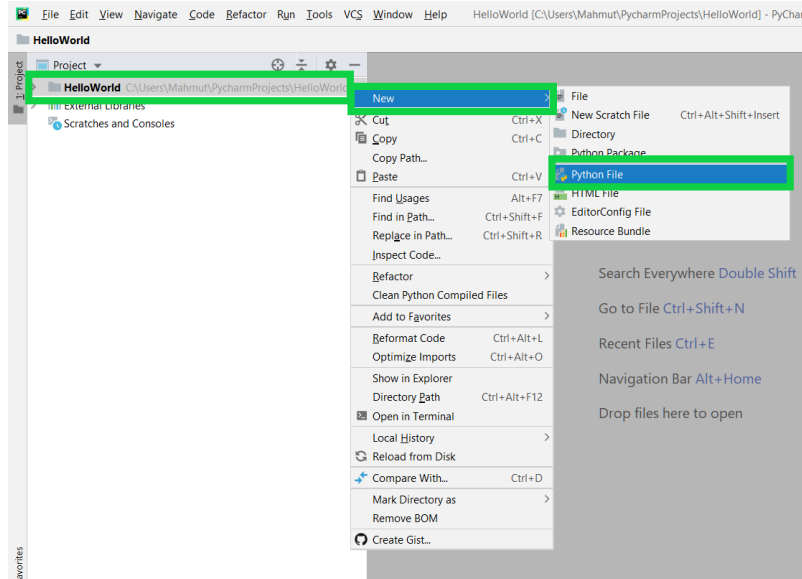 PC File Edit View Navigate Code Refactor Run Tools VCS Window Help HelloWorld [C:\Users\Mahmut\PycharmProjects\HelloWorld] - PyChar
HelloWorld
1: Project
Project
HelloWorld C:\Users\Mahmut\PycharmProjects\HelloWorld
External Libraries
Scratches and Consoles
New
Cut Ctrl+X
Copy Ctrl+C
Copy Path...
Paste Ctrl+V
Find Usages Alt+F7
Find in Path... Ctrl+Shift+F
Replace in Path... Ctrl+Shift+R
Inspect Code...
Refactor
Clean Python Compiled Files
Add to Favorites
Reformat Code Ctrl+Alt+L
Optimize Imports Ctrl+Alt+O
Show in Explorer
Directory Path Ctrl+Alt+F12
Open in Terminal
Local History
Reload from Disk
Compare With... Ctrl+D
Mark Directory as
Remove BOM
Create Gist...
File
New Scratch File Ctrl+Alt+Shift+Insert
Directory
Python Package
Python File
HTML File
EditorConfig File
Resource Bundle
Search Everywhere Double Shift
Go to File Ctrl+Shift+N
Recent Files Ctrl+E
Navigation Bar Alt+Home
Drop files here to open
avorites